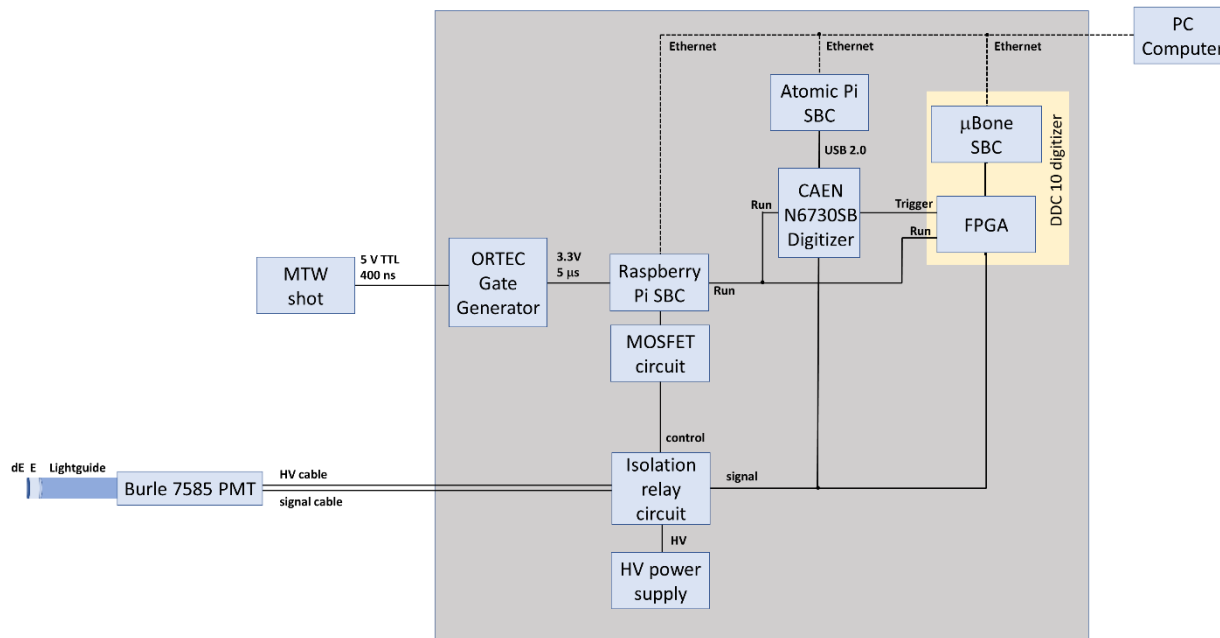 PC
Computer
Ethernet
Ethernet
Ethernet
Atomic Pi
SBC
µBone
SBC
DDC 10 digitizer
USB 2.0
CAEN
N6730SB
Digitizer
Run
Trigger
Run
FPGA
MTW
shot
5 V TTL
400 ns
ORTEC
Gate
Generator
3.3V
5 µs
Raspberry
Pi SBC
Run
MOSFET
circuit
control
dE E Lightguide
Burle 7585 PMT
HV cable
signal cable
Isolation
relay
circuit
signal
HV
HV power
supply